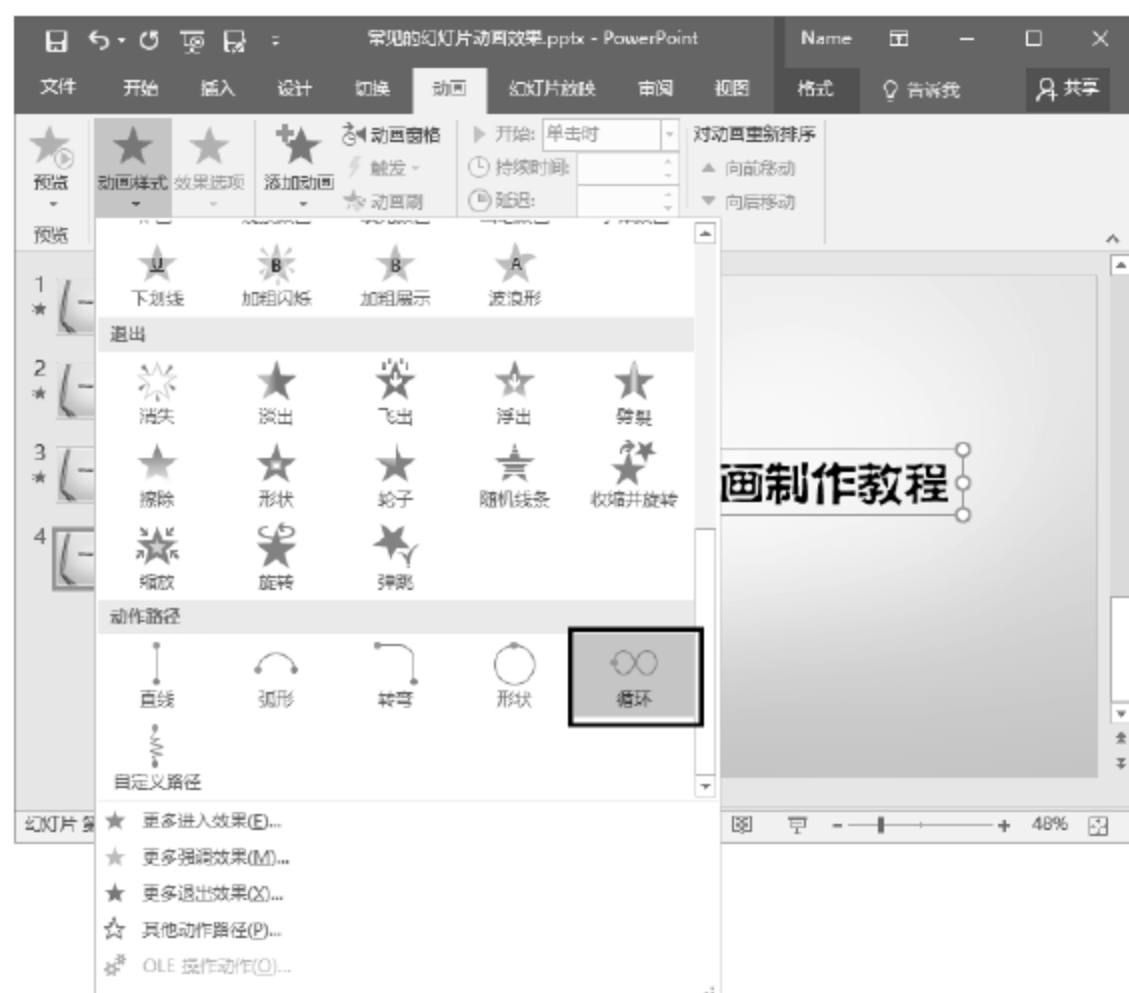 常见的幻灯片动画效果.pptx - PowerPoint Name
文件 开始 插入 设计 切换 动画 幻灯片放映 审阅 视图 格式 告诉我 共享
预览 动画样式 效果选项 添加动画
动画窗格 开始: 单击时 对动画重新排序
触发 持续时间: 向前移动
动画刷 延迟: 向后移动
预览
1
2
3
4
下划线 加粗闪烁 加粗展示 波浪形
退出
消失 淡出 飞出 浮出 劈裂
擦除 形状 轮子 随机线条 收缩并旋转
缩放 旋转 弹跳
动作路径
直线 弧形 转弯 形状 循环
自定义路径
更多进入效果(E)...
更多强调效果(M)...
更多退出效果(X)...
其他动作路径(P)...
OLE 操作动作(O)...
画制作教程
幻灯片 48%